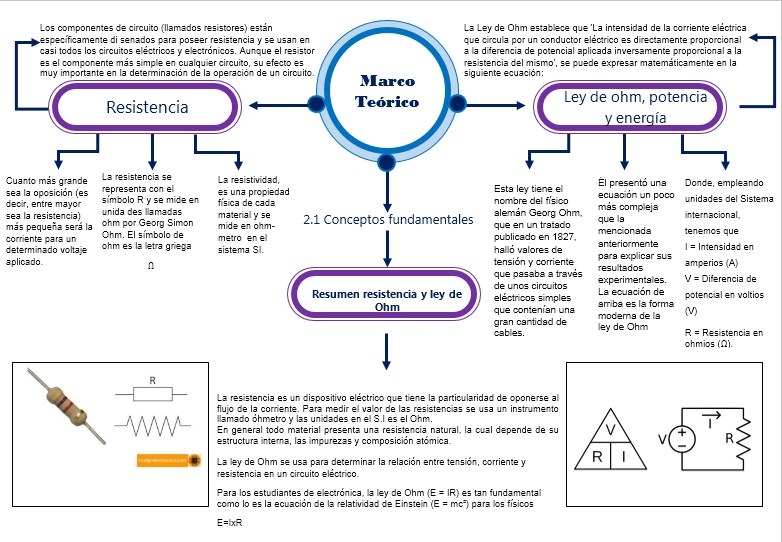 Los componentes de circuito (llamados resistores) están
específicamente di senados para poseer resistencia y se usan en
casi todos los circuitos eléctricos y electrónicos. Aunque el resistor
es el componente más simple en cualquier circuito, su efecto es
muy importante en la determinación de la operación de un circuito.
Marco
Teórico
La Ley de Ohm establece que 'La intensidad de la corriente eléctrica
que circula por un conductor eléctrico es directamente proporcional
a la diferencia de potencial aplicada inversamente proporcional a la
resistencia del mismo', se puede expresar matemáticamente en la
siguiente ecuación:
Resistencia
Ley de ohm, potencia
y energía
Cuanto más grande
sea la oposición (es
decir, entre mayor
sea la resistencia)
más pequeña será la
corriente para un
determinado voltaje
aplicado.
La resistencia se
representa con el
símbolo R y se mide en
unida des llamadas
ohm por Georg Simon
Ohm. El símbolo de
ohm es la letra griega
Ω
La resistividad,
es una propiedad
física de cada
material y se
mide en ohm-
metro en el
sistema SI.
2.1 Conceptos fundamentales
Resumen resistencia y ley de
Ohm
Esta ley tiene el
nombre del físico
alemán Georg Ohm,
que en un tratado
publicado en 1827,
halló valores de
tensión y corriente
que pasaba a través
de unos circuitos
eléctricos simples
que contenían una
gran cantidad de
cables.
Él presentó una
ecuación un poco
más compleja
que la
mencionada
anteriormente
para explicar sus
resultados
experimentales.
La ecuación de
arriba es la forma
moderna de la
ley de Ohm
Donde, empleando
unidades del Sistema
internacional,
tenemos que
I = Intensidad en
amperios (A)
V = Diferencia de
potencial en voltios
(V)
R = Resistencia en
ohmios (Ω).
R
La resistencia es un dispositivo eléctrico que tiene la particularidad de oponerse al
flujo de la corriente. Para medir el valor de las resistencias se usa un instrumento
llamado óhmetro y las unidades en el S.I es el Ohm.
En general todo material presenta una resistencia natural, la cual depende de su
estructura interna, las impurezas y composición atómica.
La ley de Ohm se usa para determinar la relación entre tensión, corriente y
resistencia en un circuito eléctrico.
Para los estudiantes de electrónica, la ley de Ohm (E = IR) es tan fundamental
como lo es la ecuación de la relatividad de Einstein (E = mc²) para los físicos
E=IxR
V
R I
V
I
R